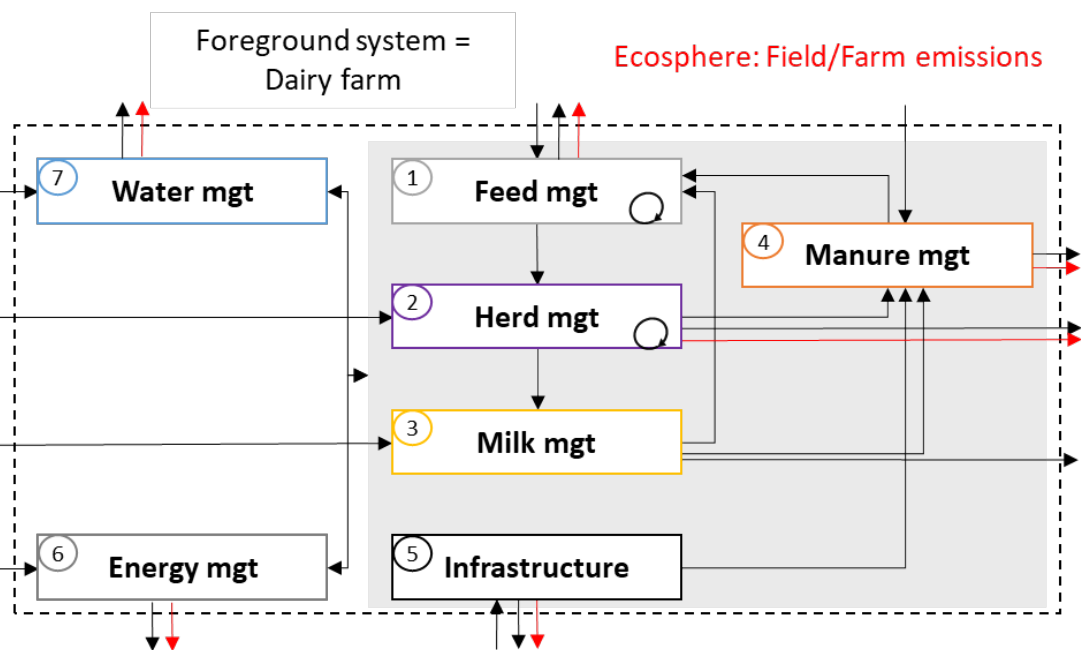 Foreground system =
Dairy farm
Ecosphere: Field/Farm emissions
7
Water mgt
1
Feed mgt
4
Manure mgt
2
Herd mgt
3
Milk mgt
6
Energy mgt
5
Infrastructure